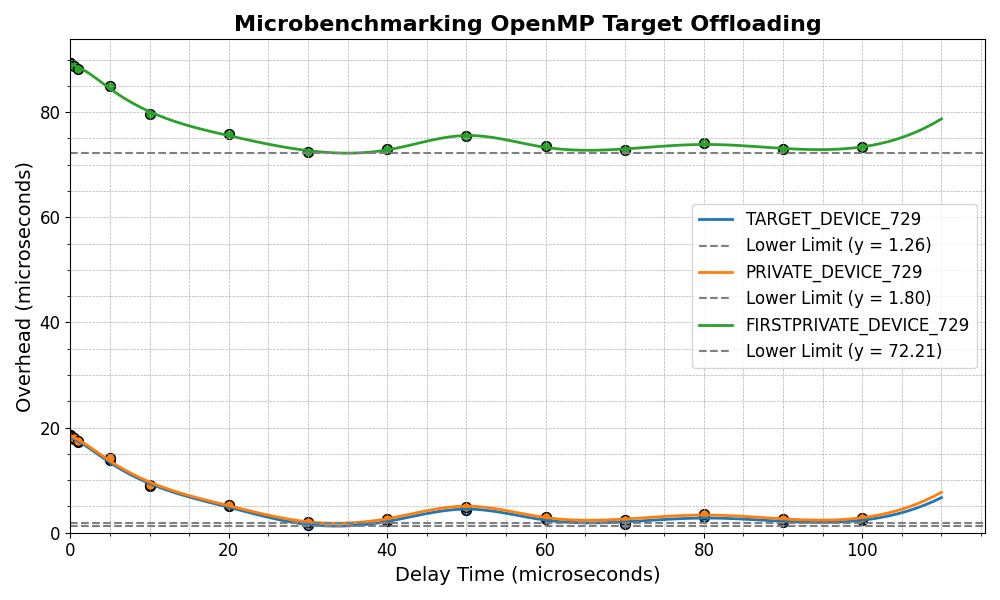 Microbenchmarking OpenMP Target Offloading
Overhead (microseconds)
80
60
40
20
0
TARGET_DEVICE_729
Lower Limit (y = 1.26)
PRIVATE_DEVICE_729
Lower Limit (y = 1.80)
FIRSTPRIVATE_DEVICE_729
Lower Limit (y = 72.21)
0 20 40 60 80 100
Delay Time (microseconds)